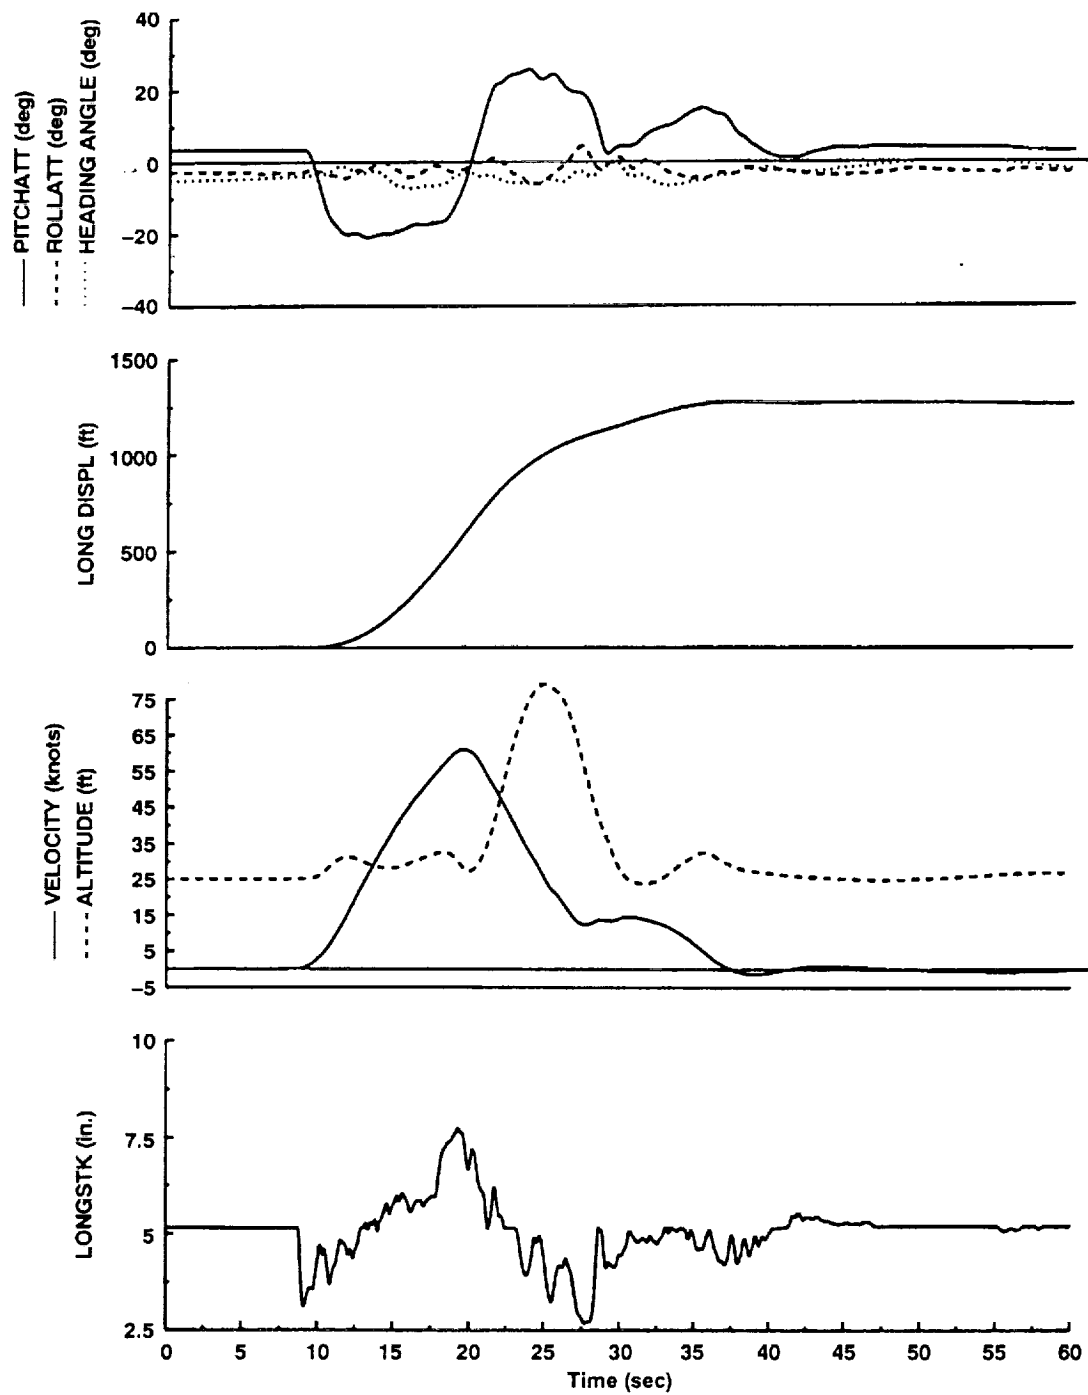 PITCHATT (deg)
ROLLATT (deg)
HEADING ANGLE (deg)
40
20
0
−20
−40
LONG DISPL (ft)
1500
1000
500
0
VELOCITY (knots)
ALTITUDE (ft)
75
65
55
45
35
25
15
5
−5
LONGSTK (in.)
10
7.5
5
2.5
0 5 10 15 20 25 30 35 40 45 50 55 60
Time (sec)